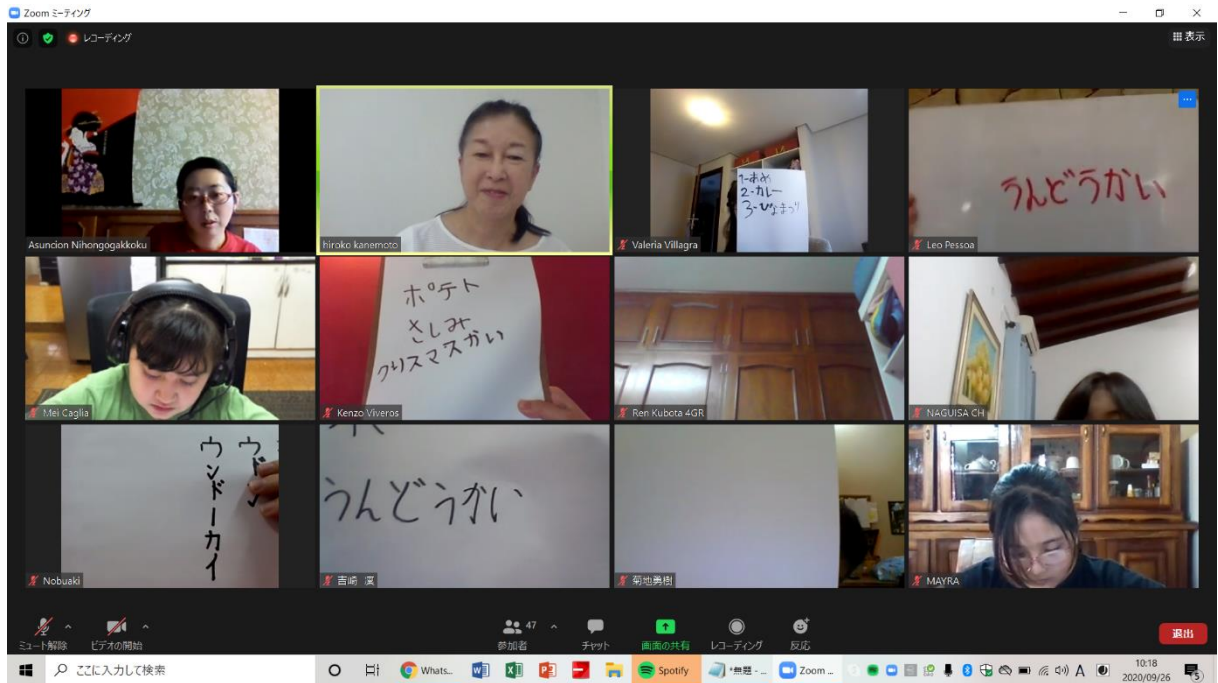 Zoom ミーティング
レコーディング
表示
Asuncion Nihongogakkoku
hiroko kanemoto
1-あめ
2-カレー
3-ひなまつり
Valeria Villagra
うんどうかい
Leo Pessoa
Mei Caglia
ポテト
さしみ
クリスマスかい
Kenzo Viveros
Ren Kubota 4GR
NAGUISA CH
ウドン
ウンドーカイ
Nobuaki
うんどうかい
吉崎 凜
菊地勇樹
MAYRA
ミュート解除
ビデオの開始
47
参加者
チャット
画面の共有
レコーディング
反応
退出
ここに入力して検索
Whats...
Spotify
*無題 - ...
Zoom ...
A
10:18
2020/09/26
5